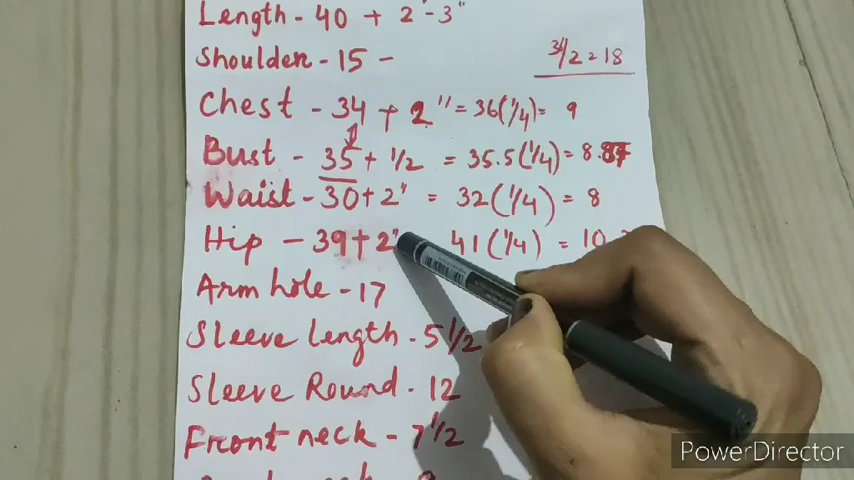 Length - 40 + 2"-3"
Shoulder - 15 -
36/2 = 18
Chest - 34 + 2" = 36(1/4) = 9
Bust - 35 + 1/2 = 35.5(1/4) = 8.87
Waist - 30 + 2" = 32(1/4) = 8
Hip - 39 + 2" 41(1/4) = 10.2
Arm hole - 17
Sleeve length - 5 1/2
Sleeve Round - 12
Front neck - 7 1/2
PowerDirector